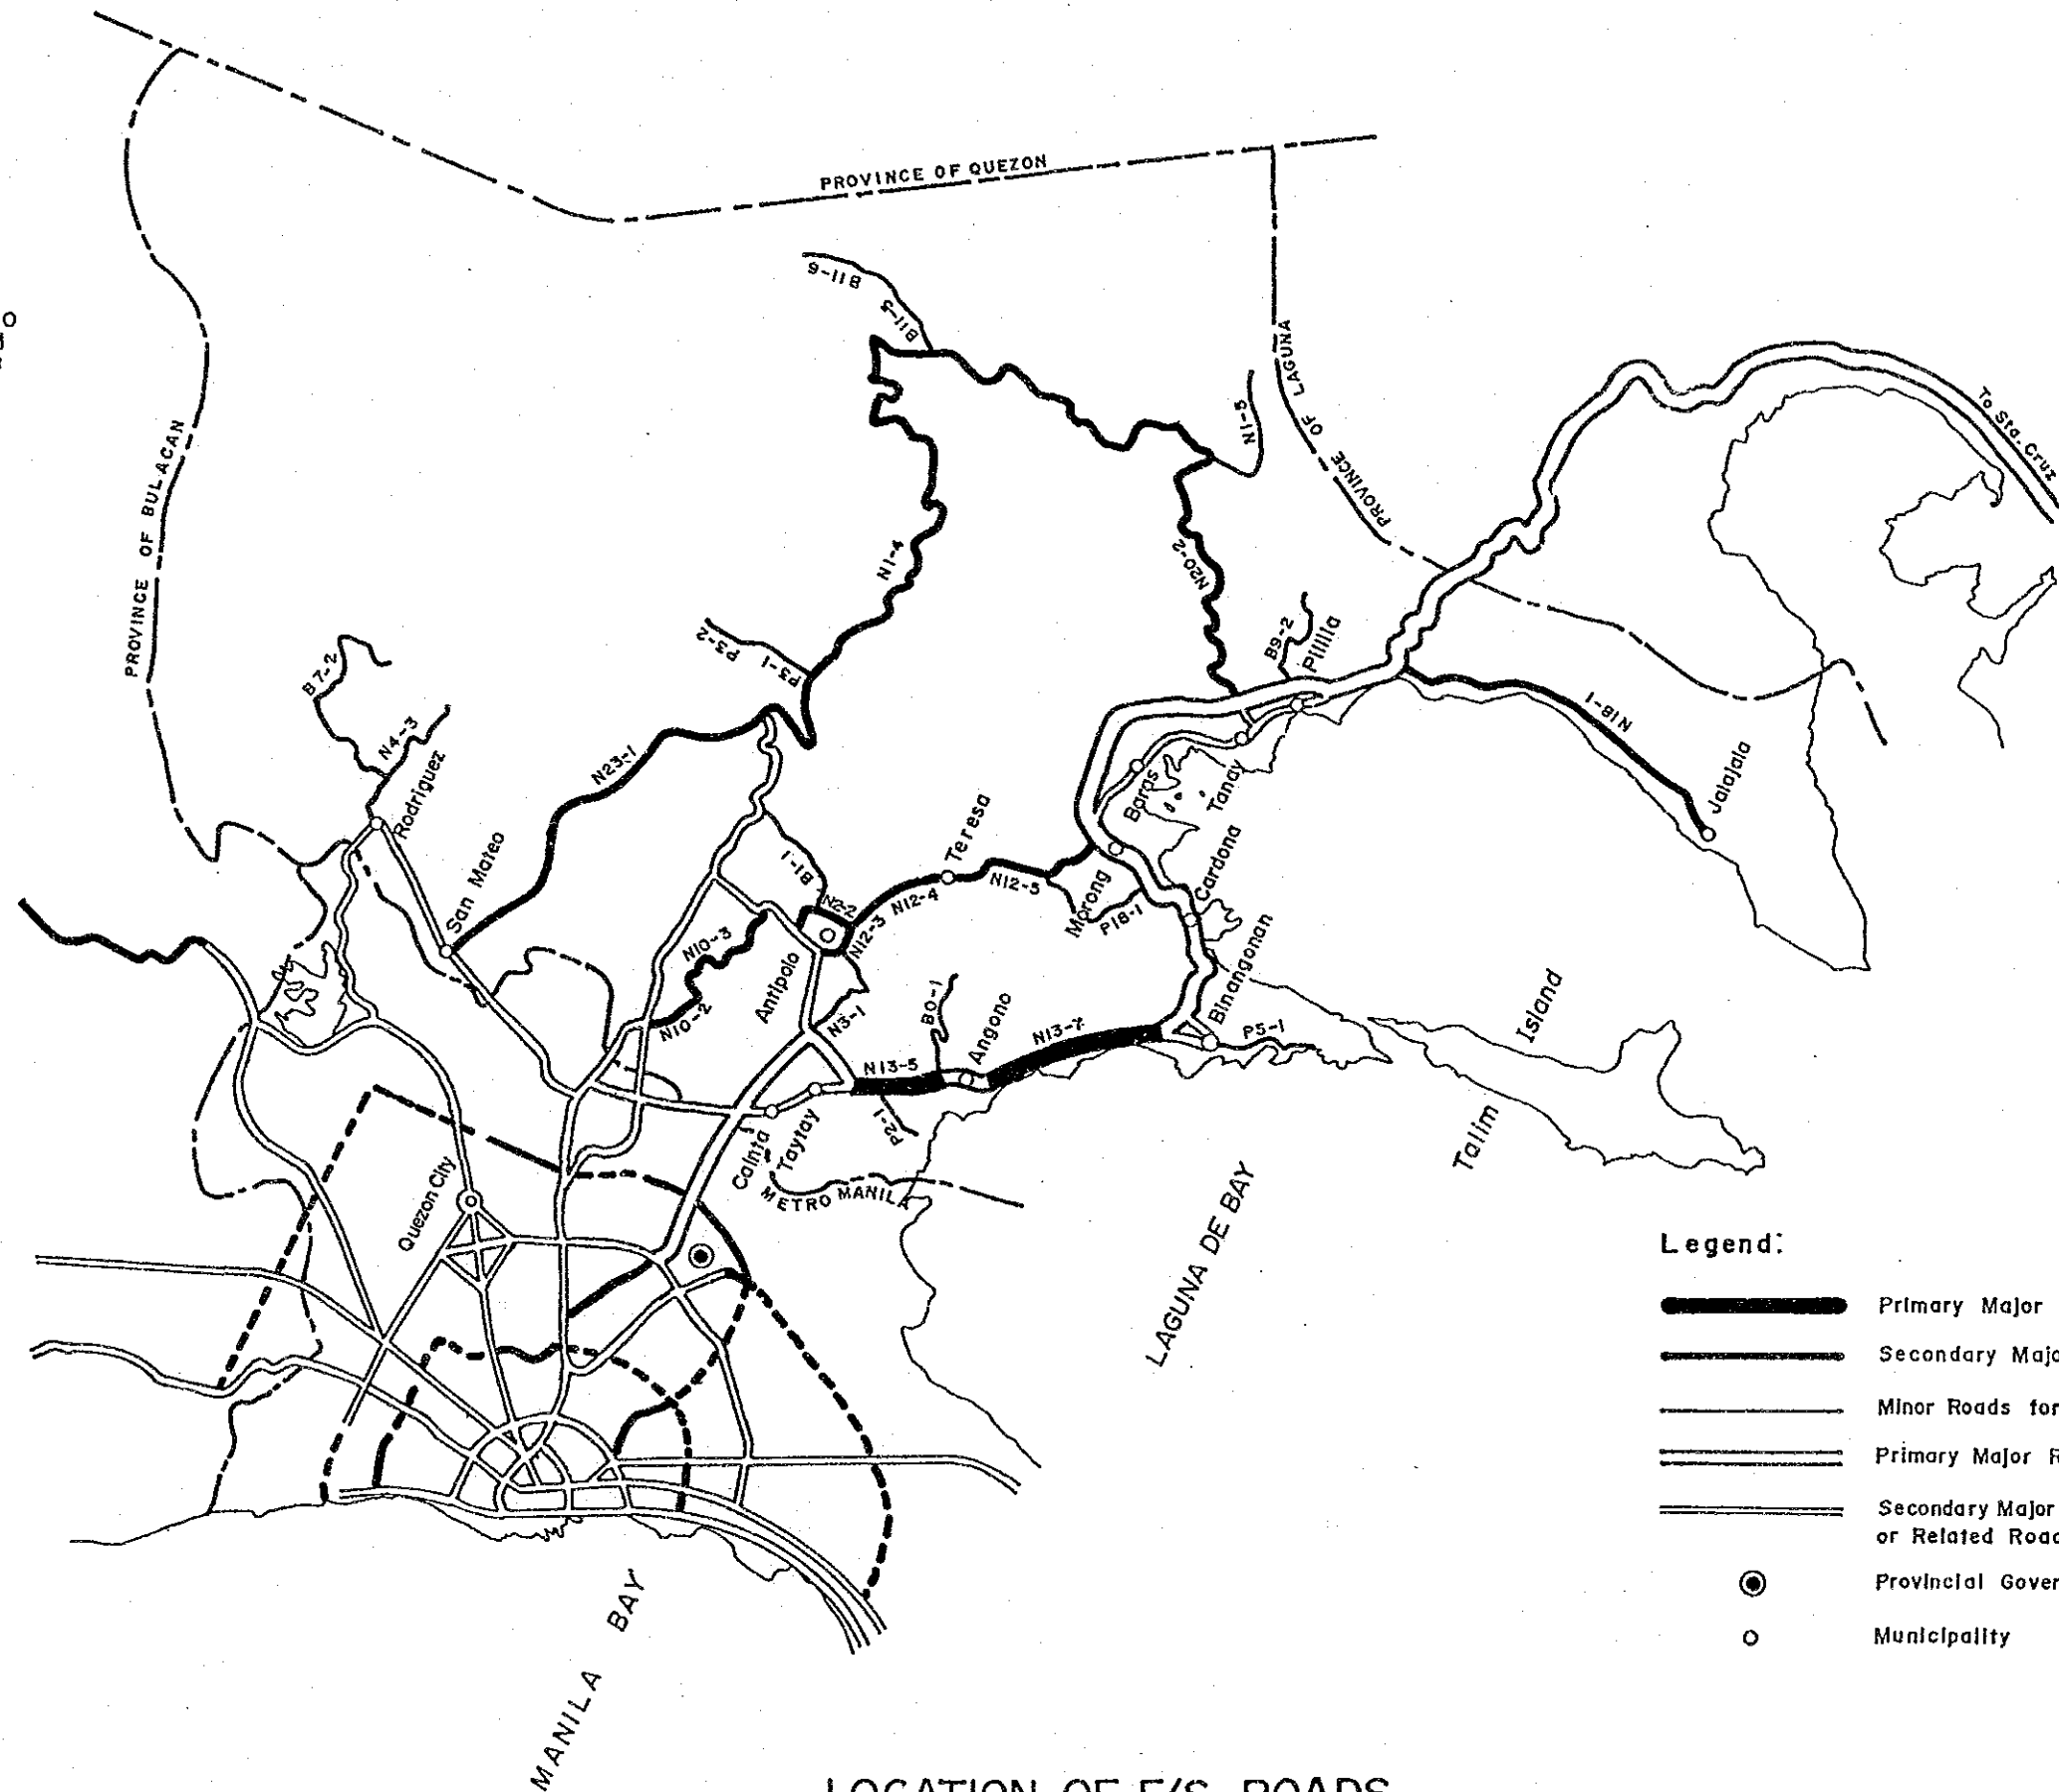 PROVINCE OF QUEZON
PROVINCE OF BULACAN
PROVINCE OF LAGUNA
B11-6
B11-5
N1-5
To Sta. Cruz
N1-4
N20-2
B9-2
Pililla
P3-2
P3-1
B7-2
N4-3
Rodriguez
N23-1
N18-1
Jalajala
San Mateo
Baras
Tanay
Teresa
Cardona
B1-1
N2-2
N12-4
N12-5
N12-3
Morong
P18-1
N10-3
Antipolo
Binangonan
N10-2
N3-1
B0-1
Angono
N13-7
P5-1
N13-5
P2-1
Island
Talim
Cainta
Taytay
METRO MANILA
Quezon City
LAGUNA DE BAY
MANILA BAY
Legend:
Primary Major
Secondary Majo
Minor Roads for
Primary Major R
Secondary Major
or Related Road
Provincial Gover
Municipality
LOCATION OF F/S ROADS